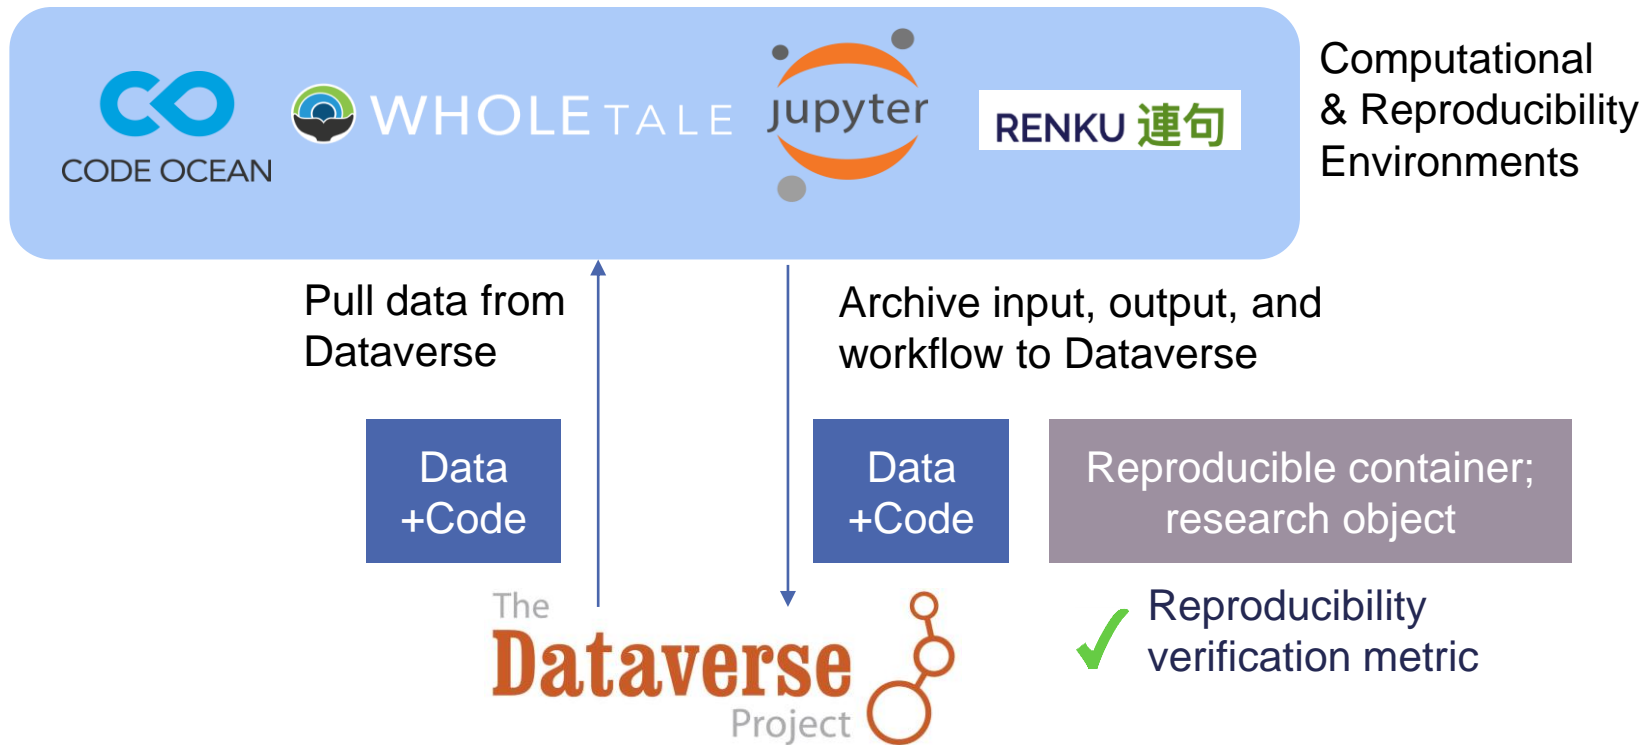 CODE OCEAN
WHOLE TALE
jupyter
RENKU 連句
Computational
& Reproducibility
Environments
Pull data from
Dataverse
Archive input, output, and
workflow to Dataverse
Data
+Code
Data
+Code
Reproducible container;
research object
The
Dataverse
Project
Reproducibility
verification metric